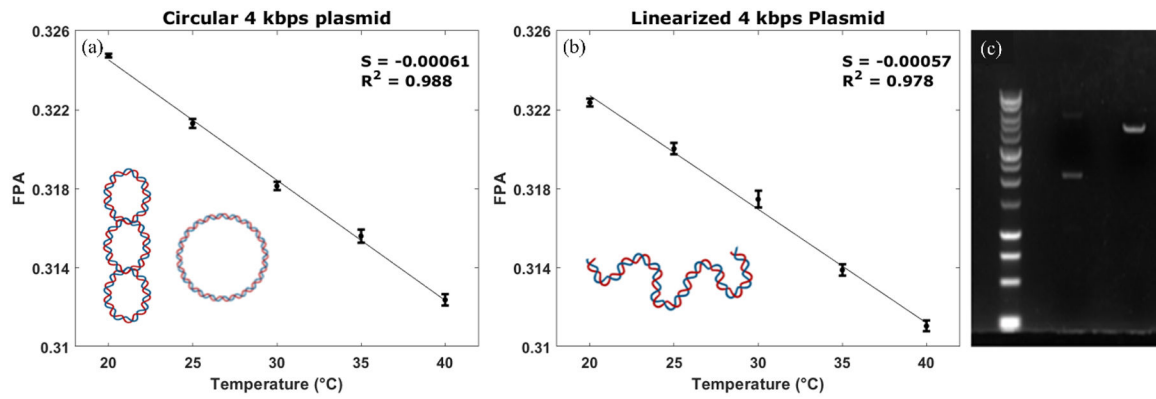 Circular 4 kbps plasmid
(a)
S = -0.00061
R² = 0.988
0.326
0.322
0.318
0.314
0.31
FPA
20 25 30 35 40
Temperature (°C)
Linearized 4 kbps Plasmid
(b)
S = -0.00057
R² = 0.978
0.326
0.322
0.318
0.314
0.31
FPA
20 25 30 35 40
Temperature (°C)
(c)